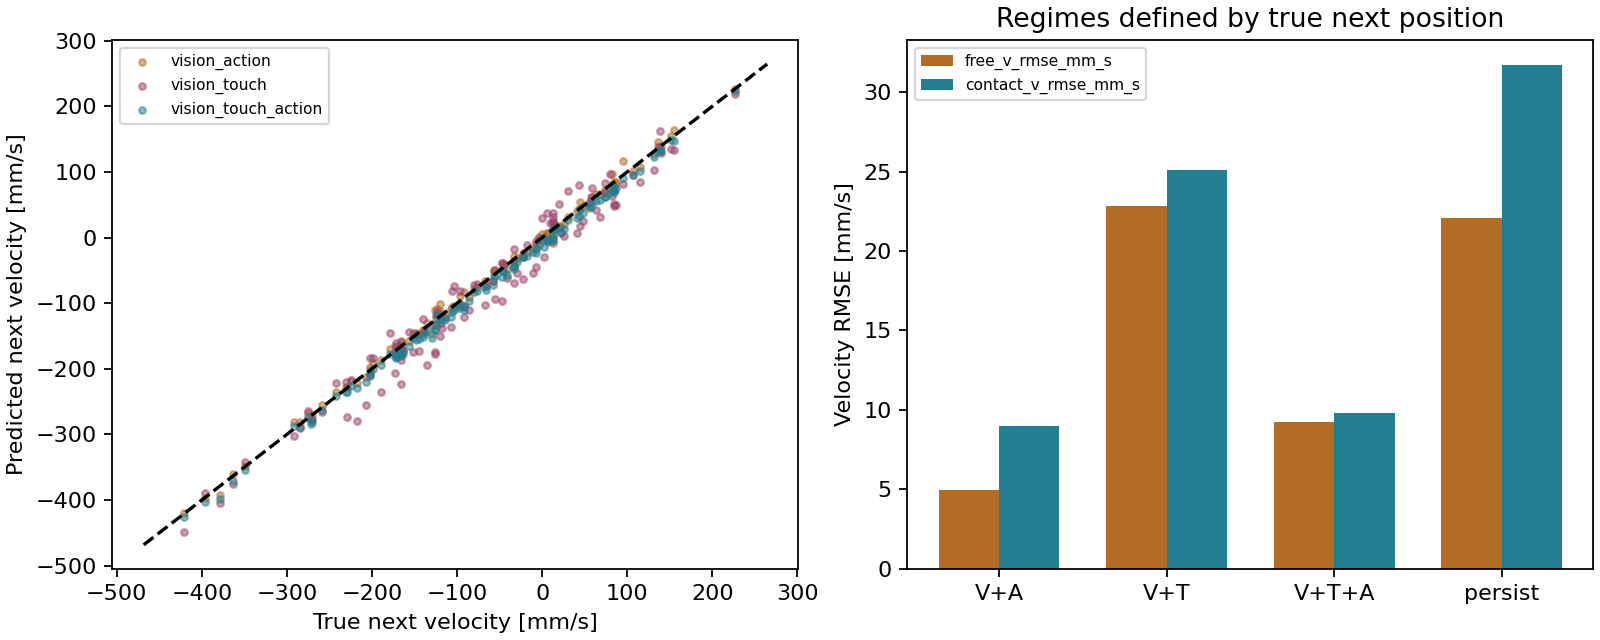 300
200
100
0
−100
−200
−300
−400
−500
Predicted next velocity [mm/s]
vision_action
vision_touch
vision_touch_action
−500 −400 −300 −200 −100 0 100 200 300
True next velocity [mm/s]
Regimes defined by true next position
30
25
20
15
10
5
0
Velocity RMSE [mm/s]
free_v_rmse_mm_s
contact_v_rmse_mm_s
V+A V+T V+T+A persist